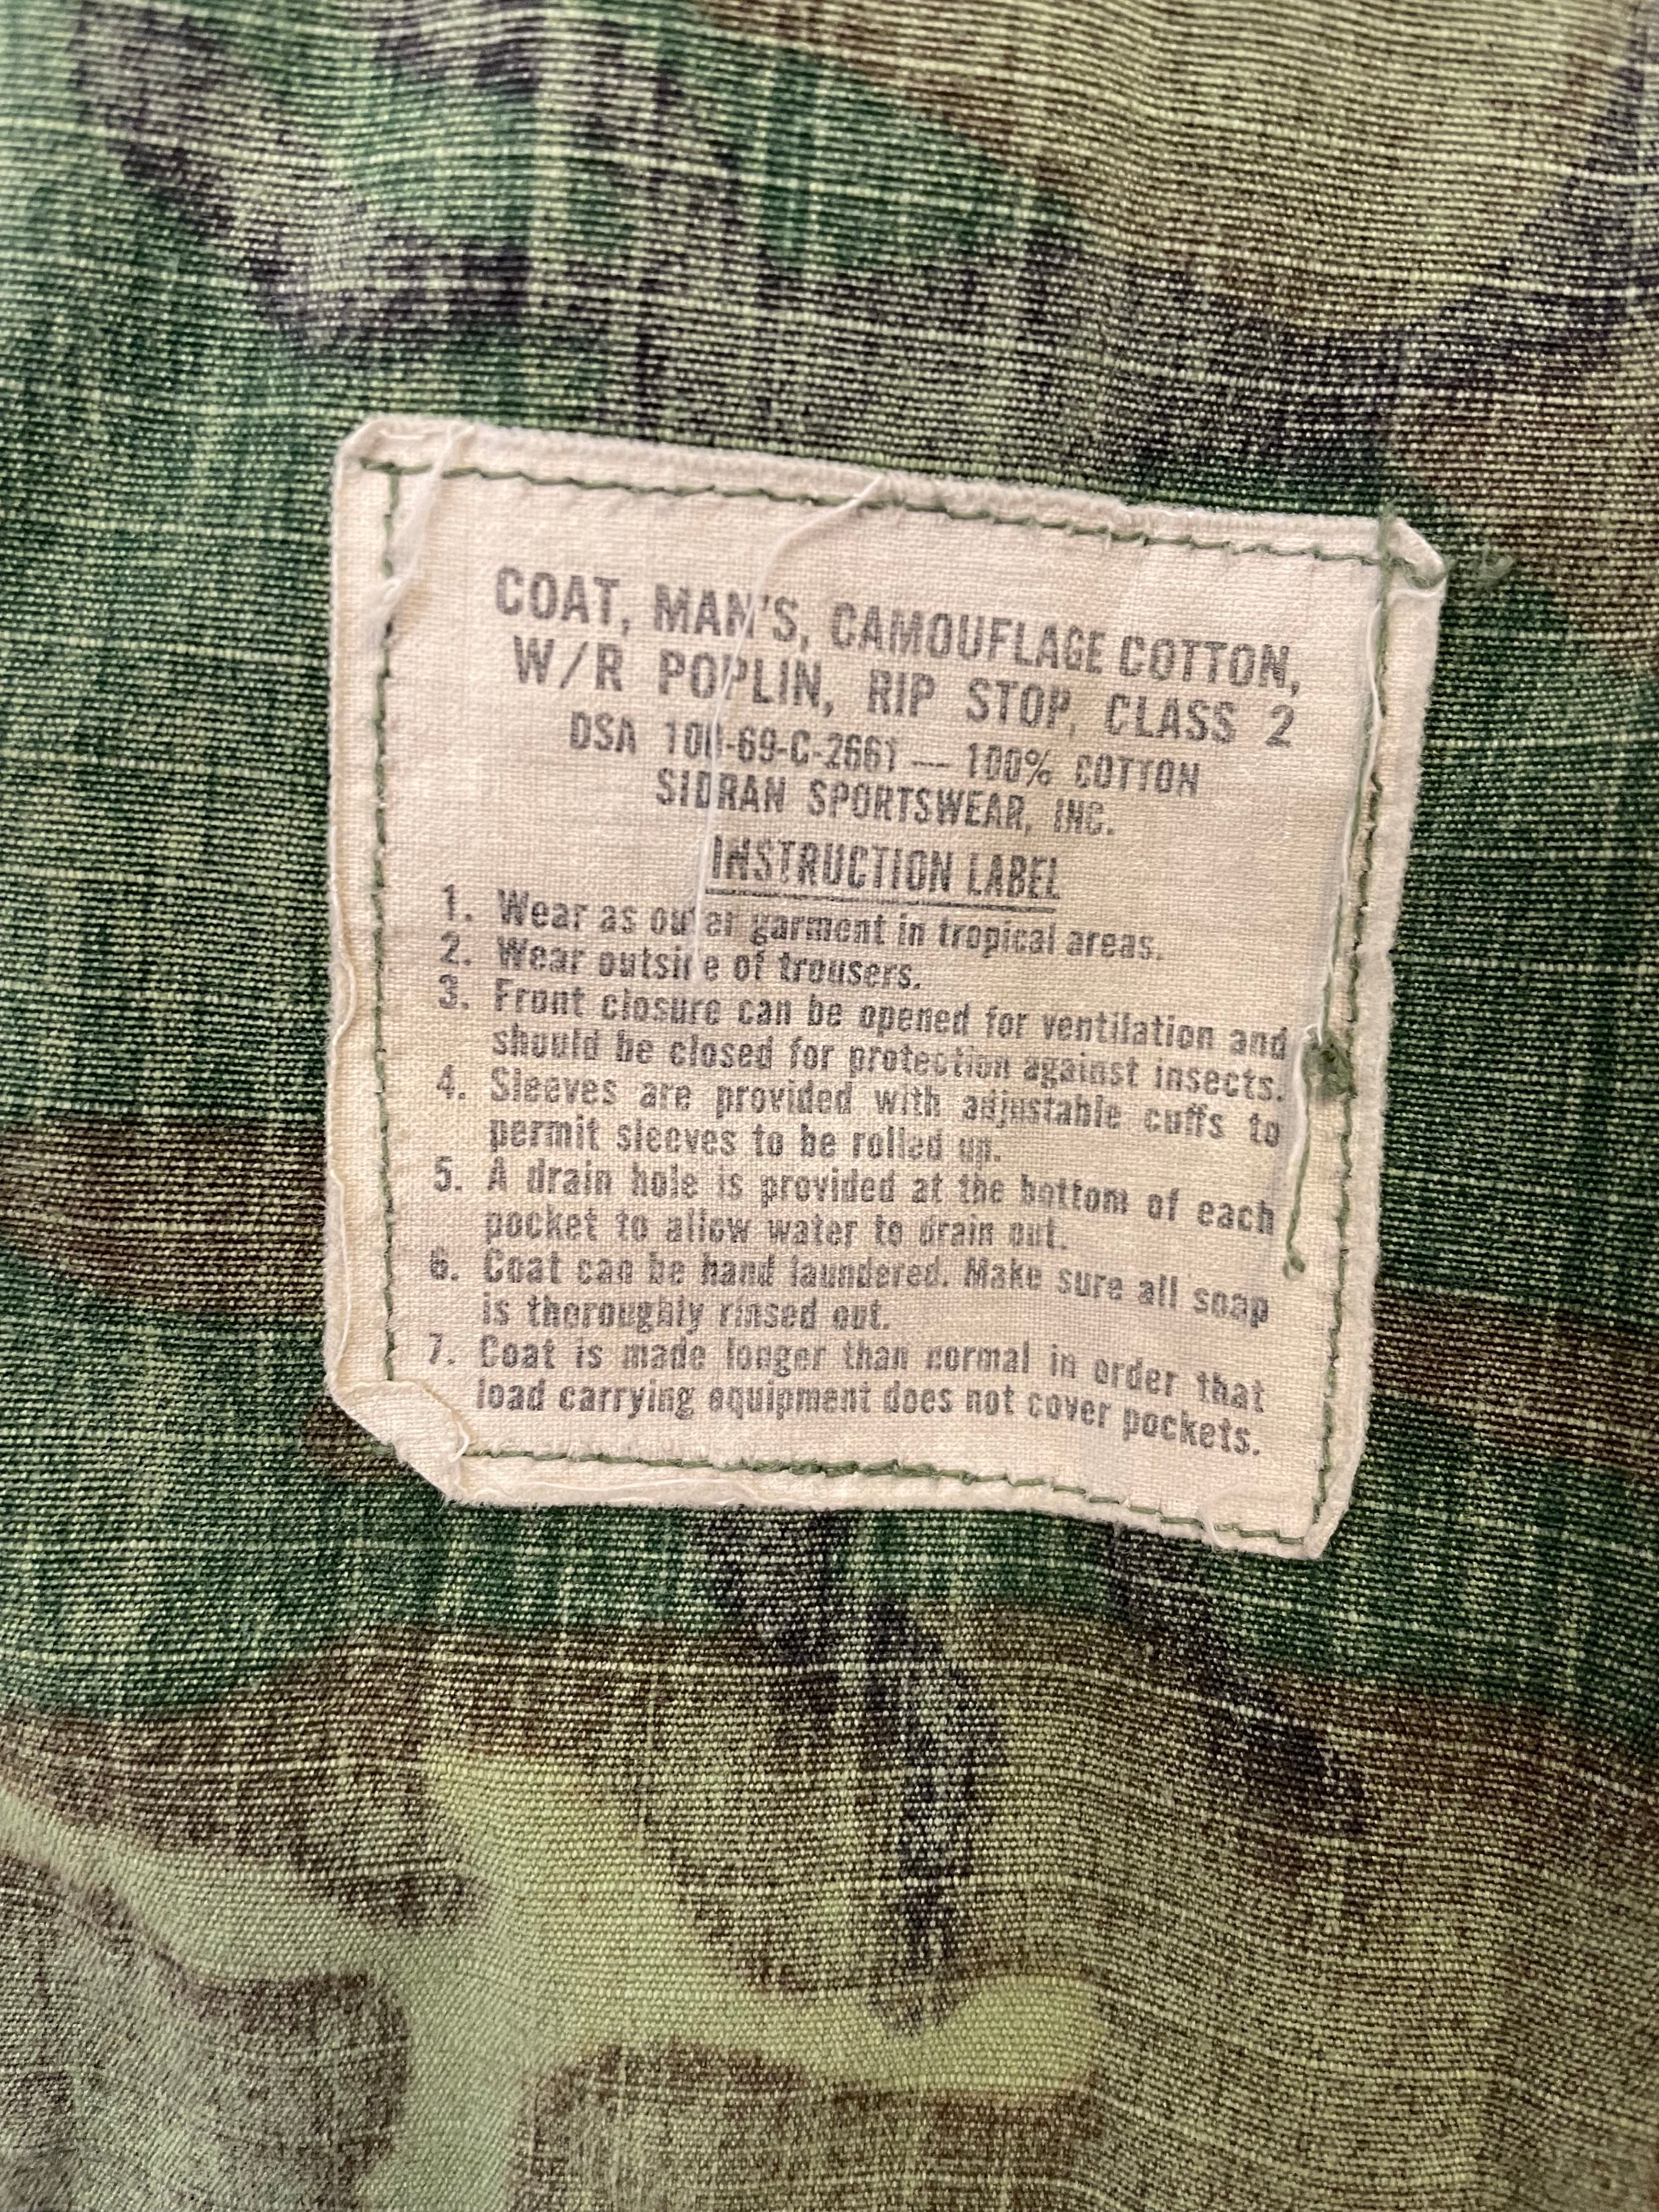 COAT, MAN'S, CAMOUFLAGE COTTON,
W/R POPLIN, RIP STOP, CLASS 2
DSA 100-69-C-2661 — 100% COTTON
SIDRAN SPORTSWEAR, INC.
INSTRUCTION LABEL
1. Wear as outer garment in tropical areas.
2. Wear outside of trousers.
3. Front closure can be opened for ventilation and
should be closed for protection against insects.
4. Sleeves are provided with adjustable cuffs to
permit sleeves to be rolled up.
5. A drain hole is provided at the bottom of each
pocket to allow water to drain out.
6. Coat can be hand laundered. Make sure all soap
is thoroughly rinsed out.
7. Coat is made longer than normal in order that
load carrying equipment does not cover pockets.